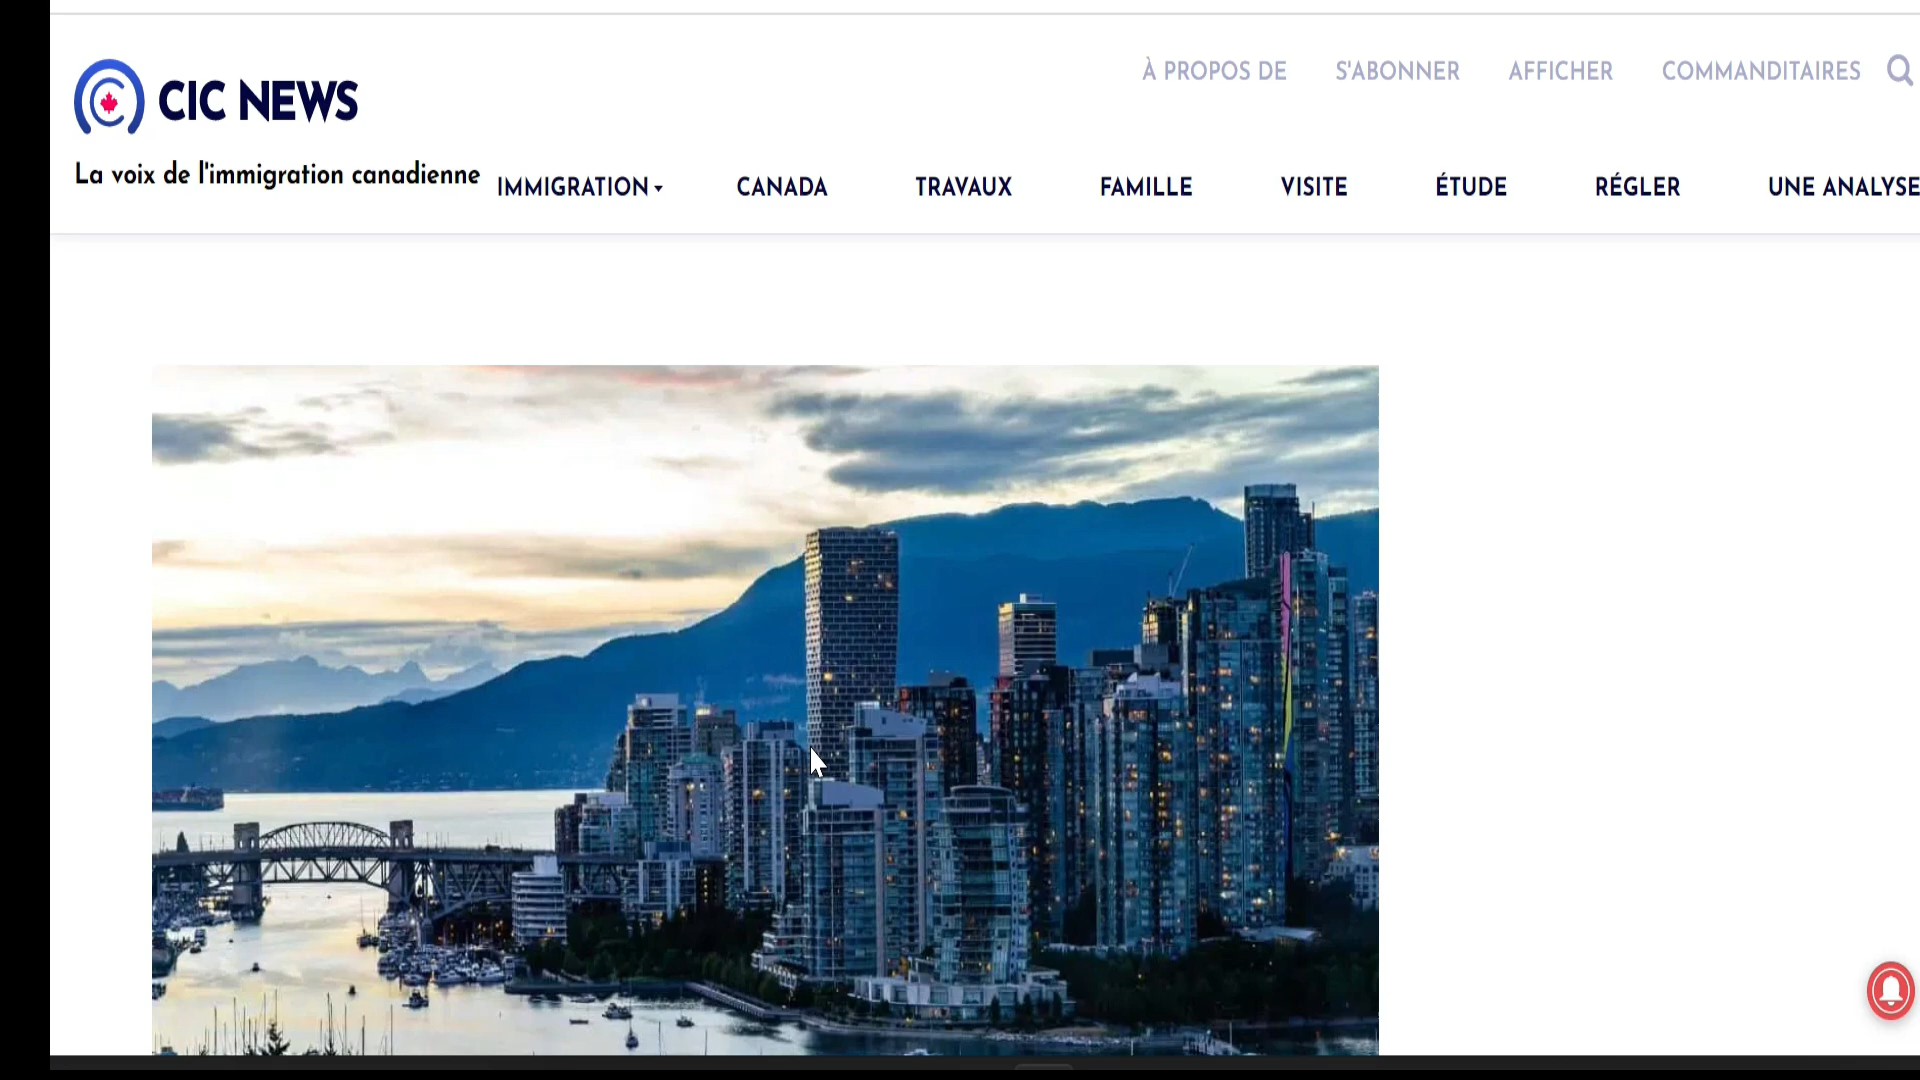 À PROPOS DE S'ABONNER AFFICHER COMMANDITAIRES
CIC NEWS
La voix de l'immigration canadienne
IMMIGRATION CANADA TRAVAUX FAMILLE VISITE ÉTUDE RÉGLER UNE ANALYSE